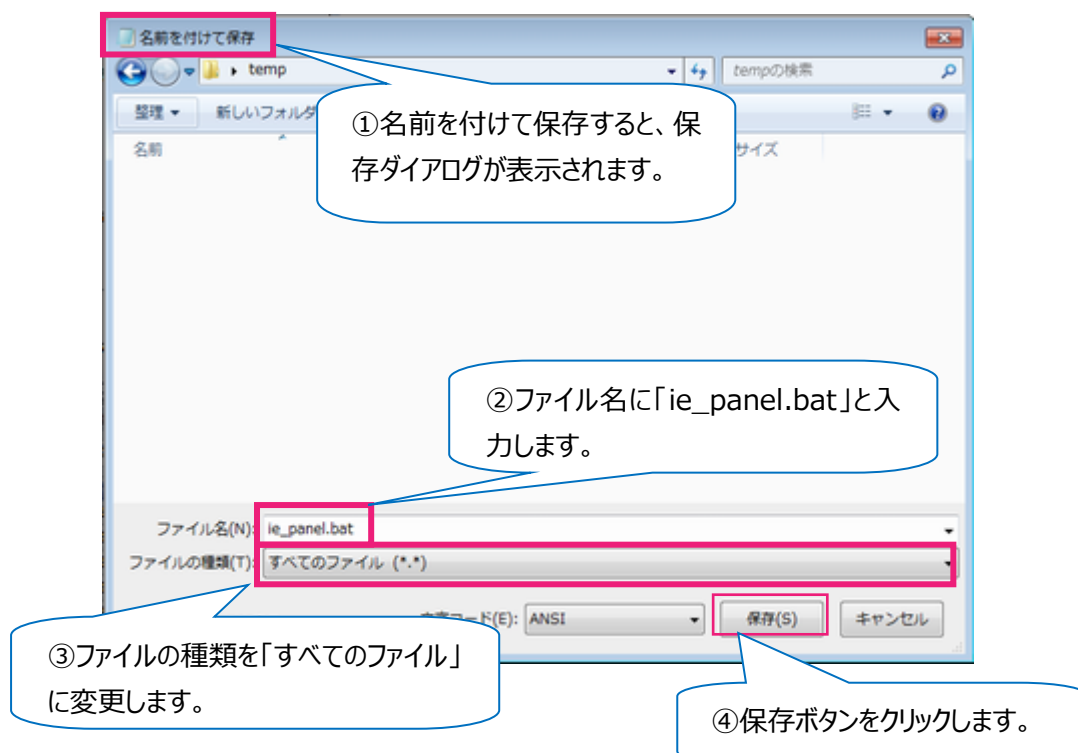 名前を付けて保存
temp
tempの検索
整理
新しいフォルダ
名前
サイズ
①名前を付けて保存すると、保
存ダイアログが表示されます。
②ファイル名に「ie_panel.bat」と入
力します。
ファイル名(N):
ie_panel.bat
ファイルの種類(T):
すべてのファイル (*.*)
コード(E):
ANSI
保存(S)
キャンセル
③ファイルの種類を「すべてのファイル」
に変更します。
④保存ボタンをクリックします。